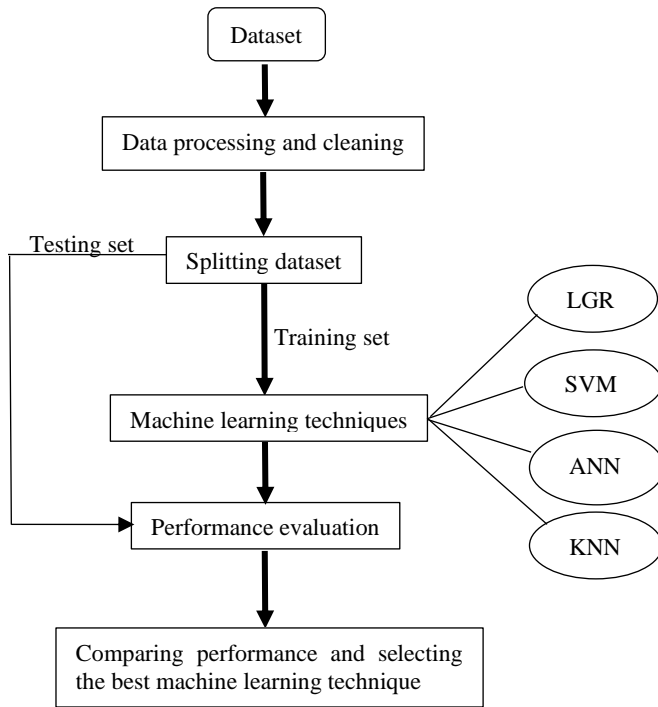 Dataset
Data processing and cleaning
Testing set
Splitting dataset
LGR
Training set
SVM
Machine learning techniques
ANN
Performance evaluation
KNN
Comparing performance and selecting
the best machine learning technique